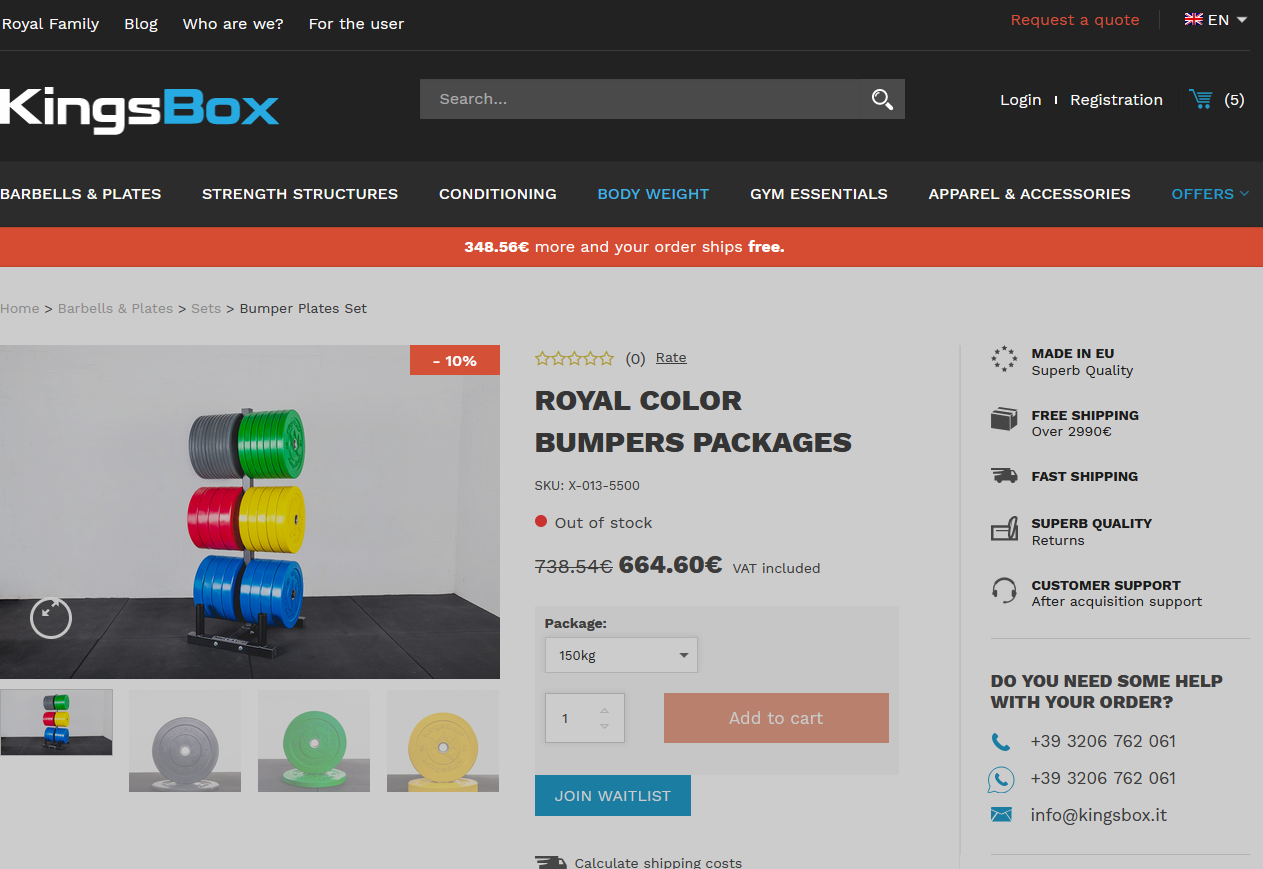 Royal Family Blog Who are we? For the user
Request a quote EN
KingsBox
Search...
Login Registration (5)
BARBELLS & PLATES STRENGTH STRUCTURES CONDITIONING BODY WEIGHT GYM ESSENTIALS APPAREL & ACCESSORIES OFFERS
348.56€ more and your order ships free.
Home > Barbells & Plates > Sets > Bumper Plates Set
- 10%
(0) Rate
ROYAL COLOR
BUMPERS PACKAGES
SKU: X-013-5500
Out of stock
738.54€ 664.60€ VAT included
Package:
150kg
1
Add to cart
JOIN WAITLIST
Calculate shipping costs
MADE IN EU
Superb Quality
FREE SHIPPING
Over 2990€
FAST SHIPPING
SUPERB QUALITY
Returns
CUSTOMER SUPPORT
After acquisition support
DO YOU NEED SOME HELP
WITH YOUR ORDER?
+39 3206 762 061
+39 3206 762 061
info@kingsbox.it